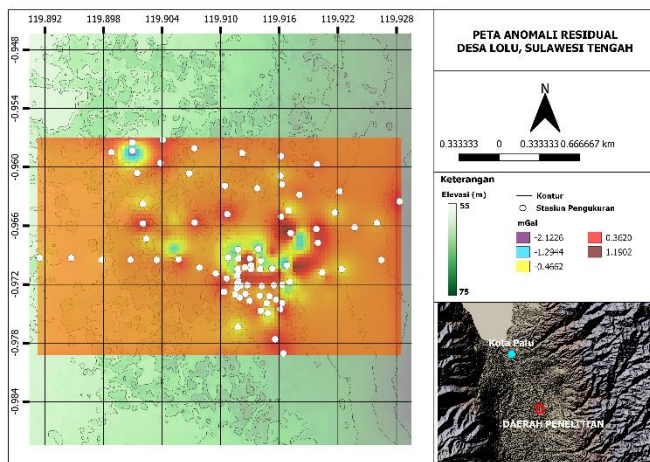 119.892 119.898 119.904 119.910 119.916 119.922 119.928
-0.948
-0.954
-0.960
-0.966
-0.972
-0.978
-0.984
PETA ANOMALI RESIDUAL
DESA LOLU, SULAWESI TENGAH
N
0.333333 0 0.333333 0.666667 km
Keterangan
Elevasi (m)
55
75
Kontur
Stasiun Pengukuran
mGal
-2.1226 0.3620
-1.2944 1.1902
-0.4662
Kota Palu
DAERAH PENELITIAN